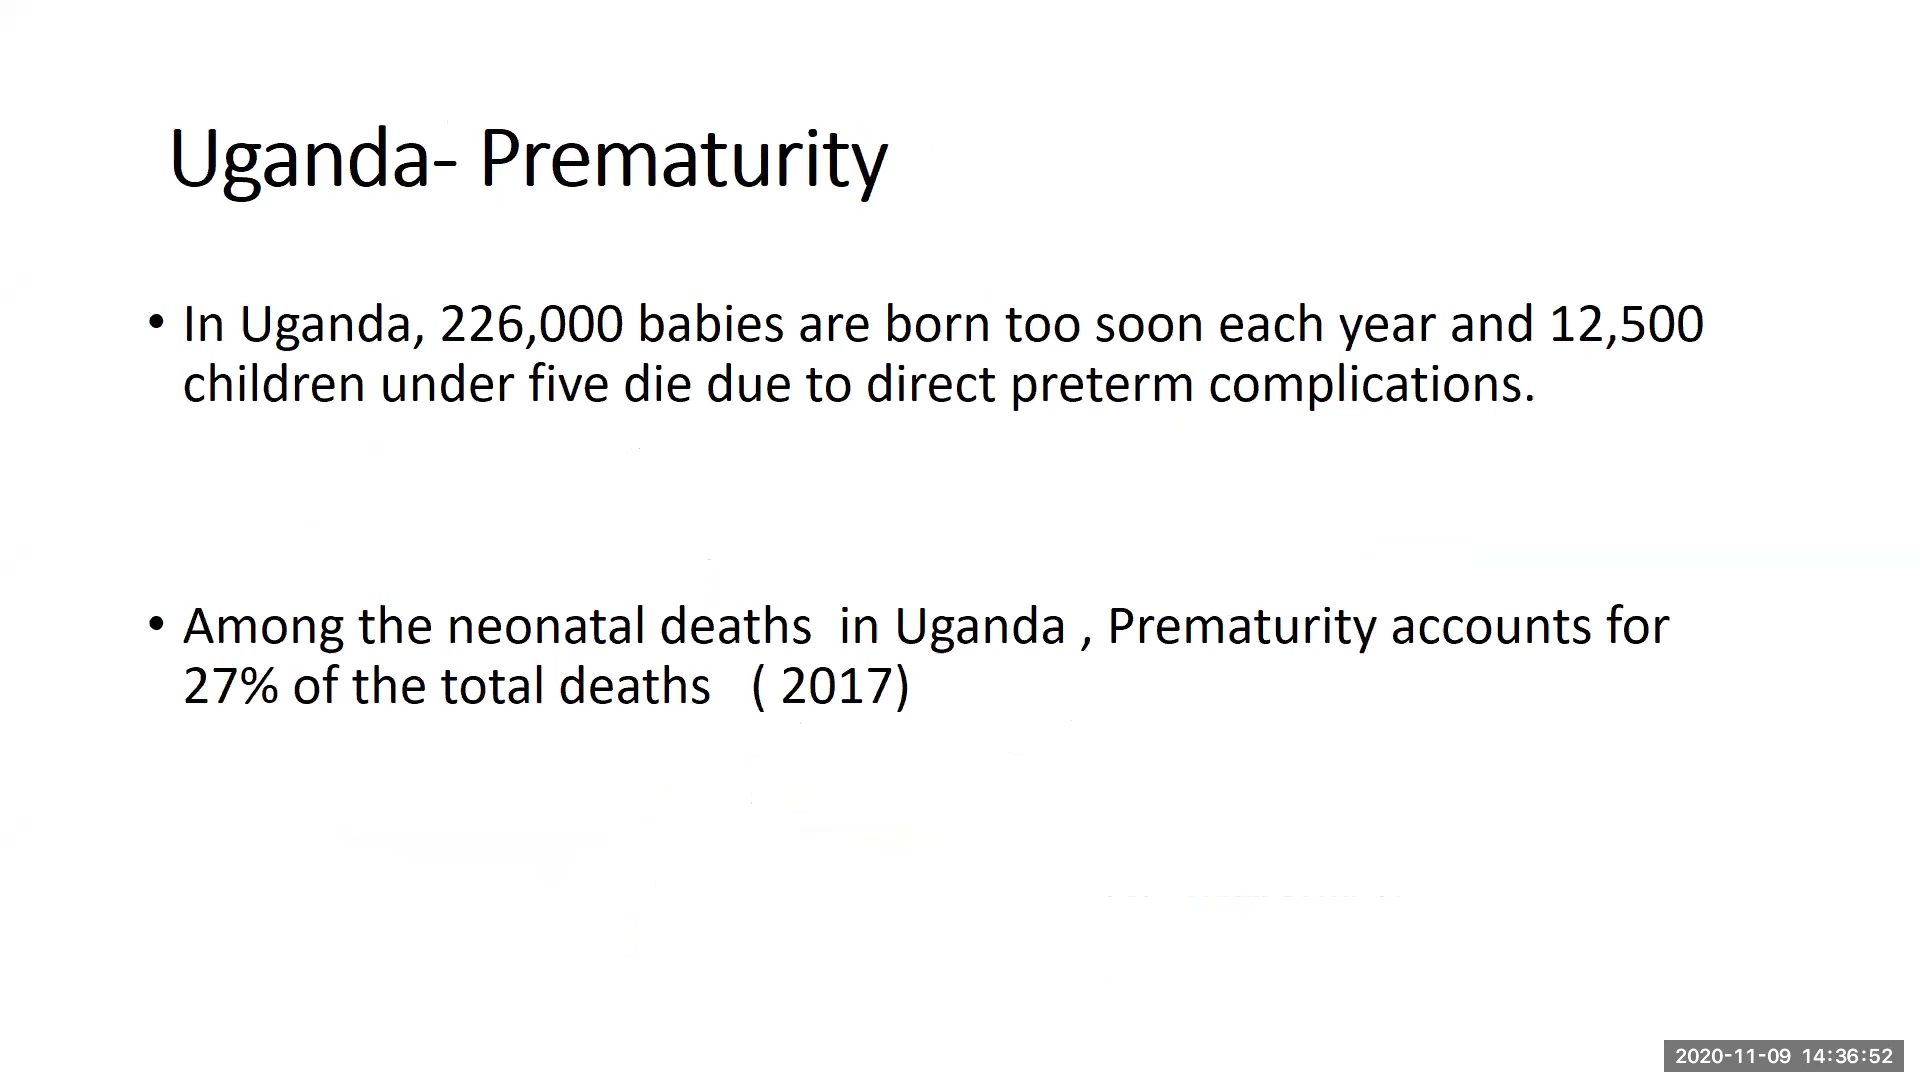 Uganda- Prematurity
• In Uganda, 226,000 babies are born too soon each year and 12,500
children under five die due to direct preterm complications.
• Among the neonatal deaths  in Uganda , Prematurity accounts for
27% of the total deaths   ( 2017)
2020-11-09 14:36:52